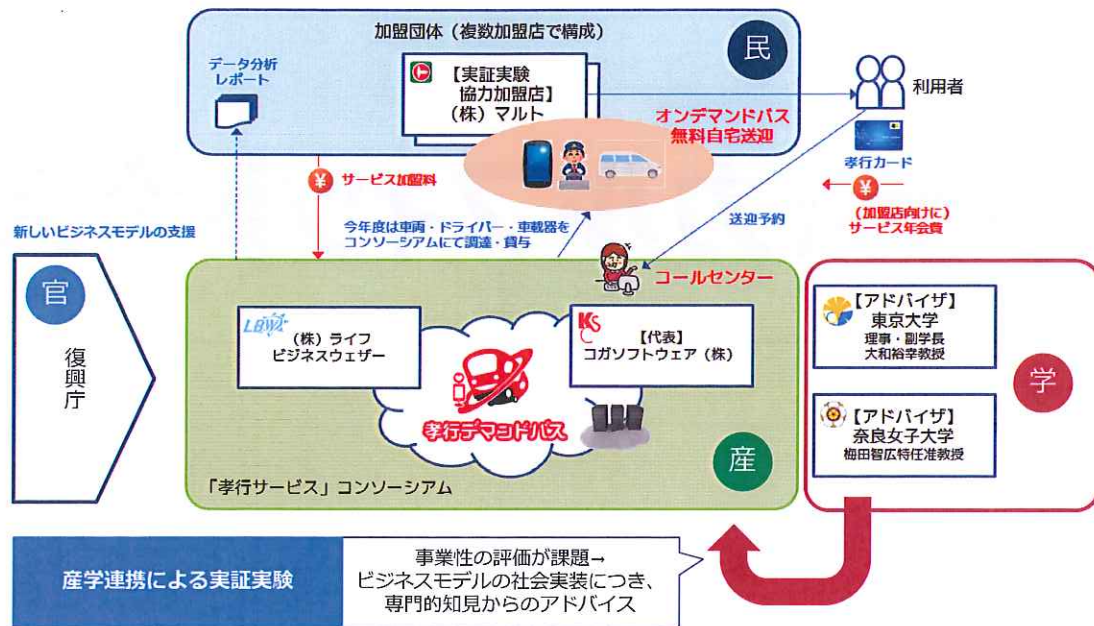 加盟団体（複数加盟店で構成）
民
データ分析
レポート
【実証実験
協力加盟店】
（株）マルト
利用者
オンデマンドバス
無料自宅送迎
孝行カード
¥
サービス加盟料
¥
（加盟店向けに）
サービス年会費
今年度は車両・ドライバー・車載器を
コンソーシアムにて調達・貸与
送迎予約
新しいビジネスモデルの支援
官
復興庁
コールセンター
LBW
（株）ライフ
ビジネスウェザー
KSC
【代表】
コガソフトウェア（株）
孝行デマンドバス
産
「孝行サービス」コンソーシアム
【アドバイザ】
東京大学
理事・副学長
大和裕幸教授
学
【アドバイザ】
奈良女子大学
梅田智広特任准教授
産学連携による実証実験
事業性の評価が課題→
ビジネスモデルの社会実装につき、
専門的知見からのアドバイス